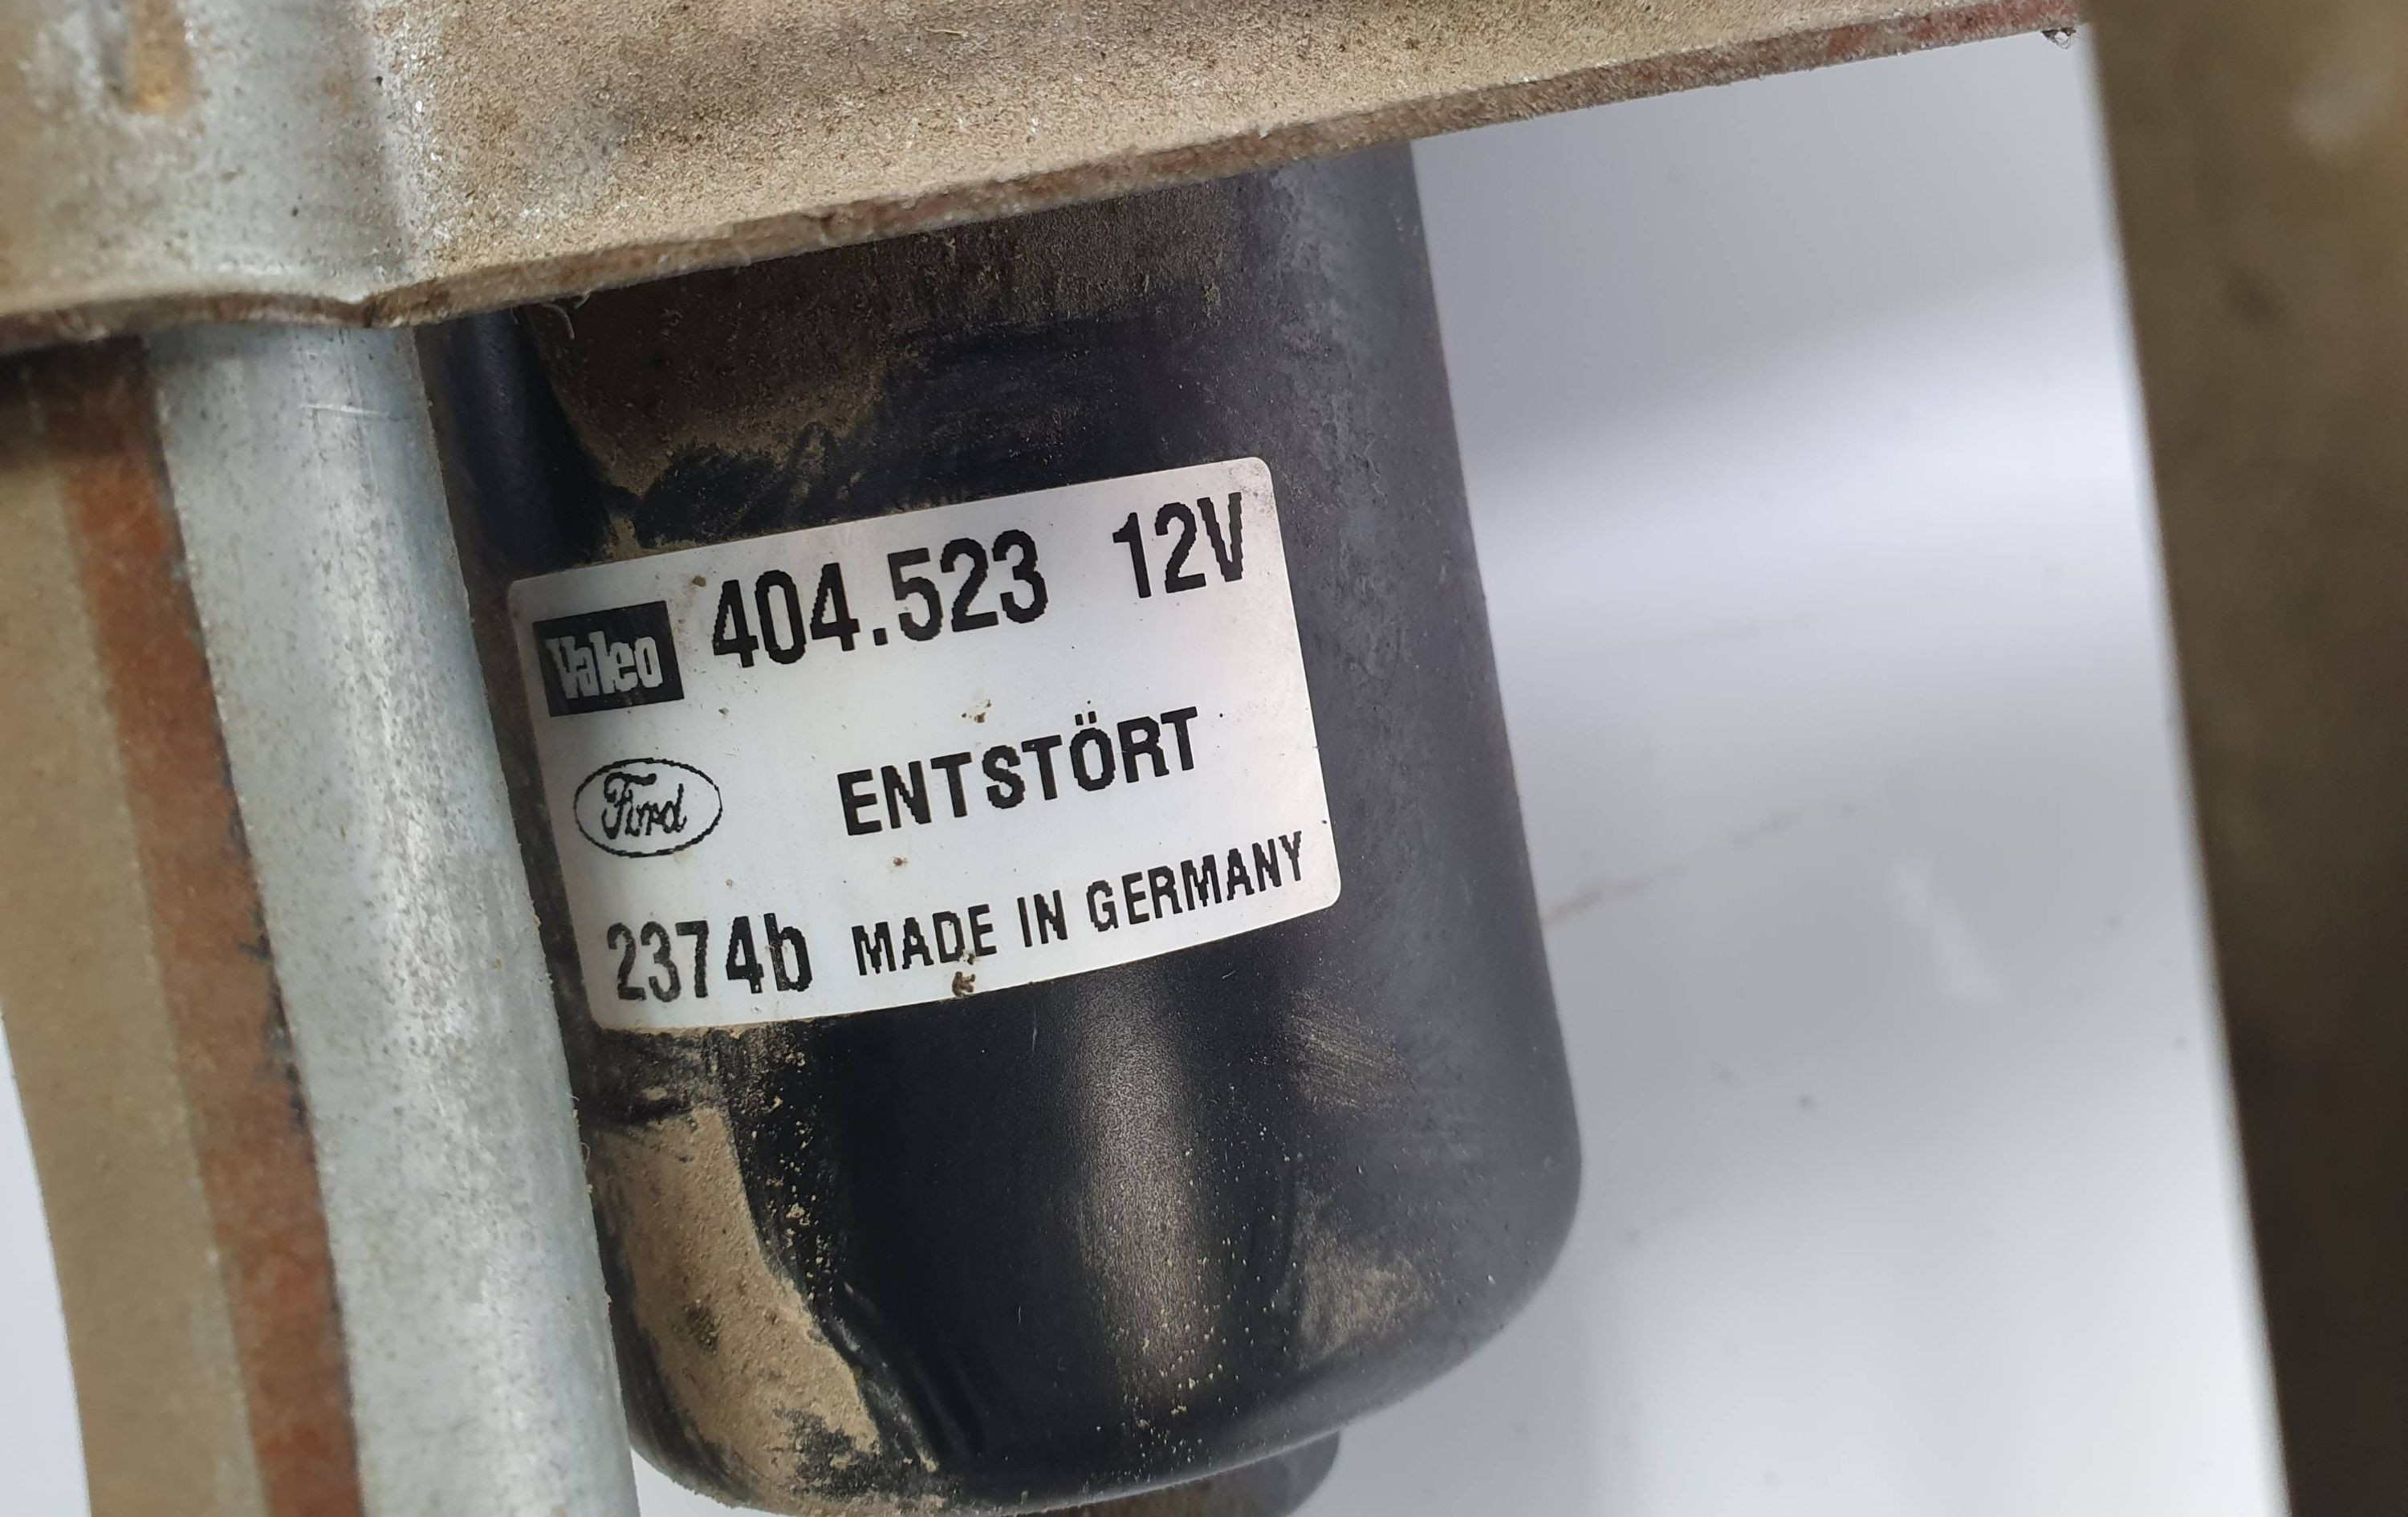 Valeo 404.523 12V
Ford ENTSTÖRT
2374b MADE IN GERMANY